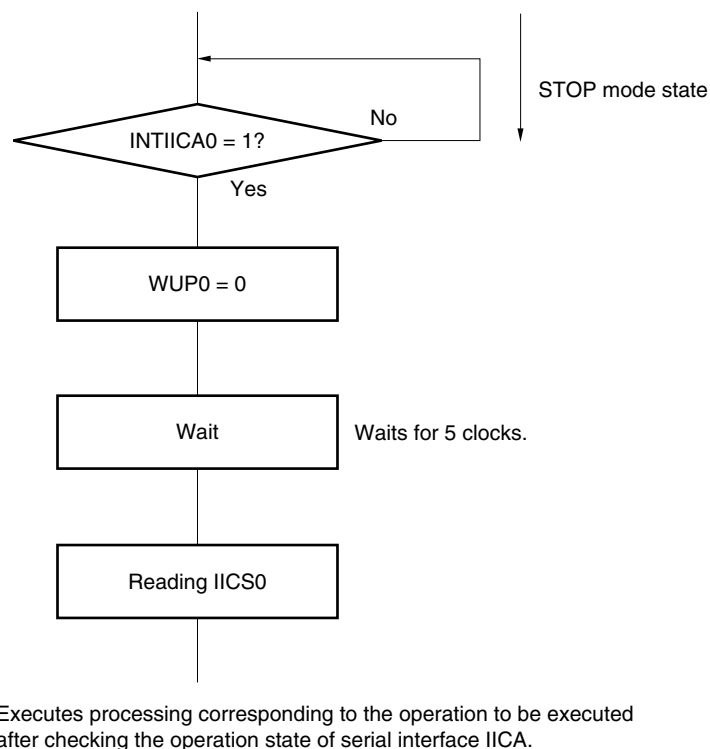 STOP mode state
No
INTIICA0 = 1?
Yes
WUP0 = 0
Wait
Waits for 5 clocks.
Reading IICS0
Executes processing corresponding to the operation to be executed
after checking the operation state of serial interface IICA.